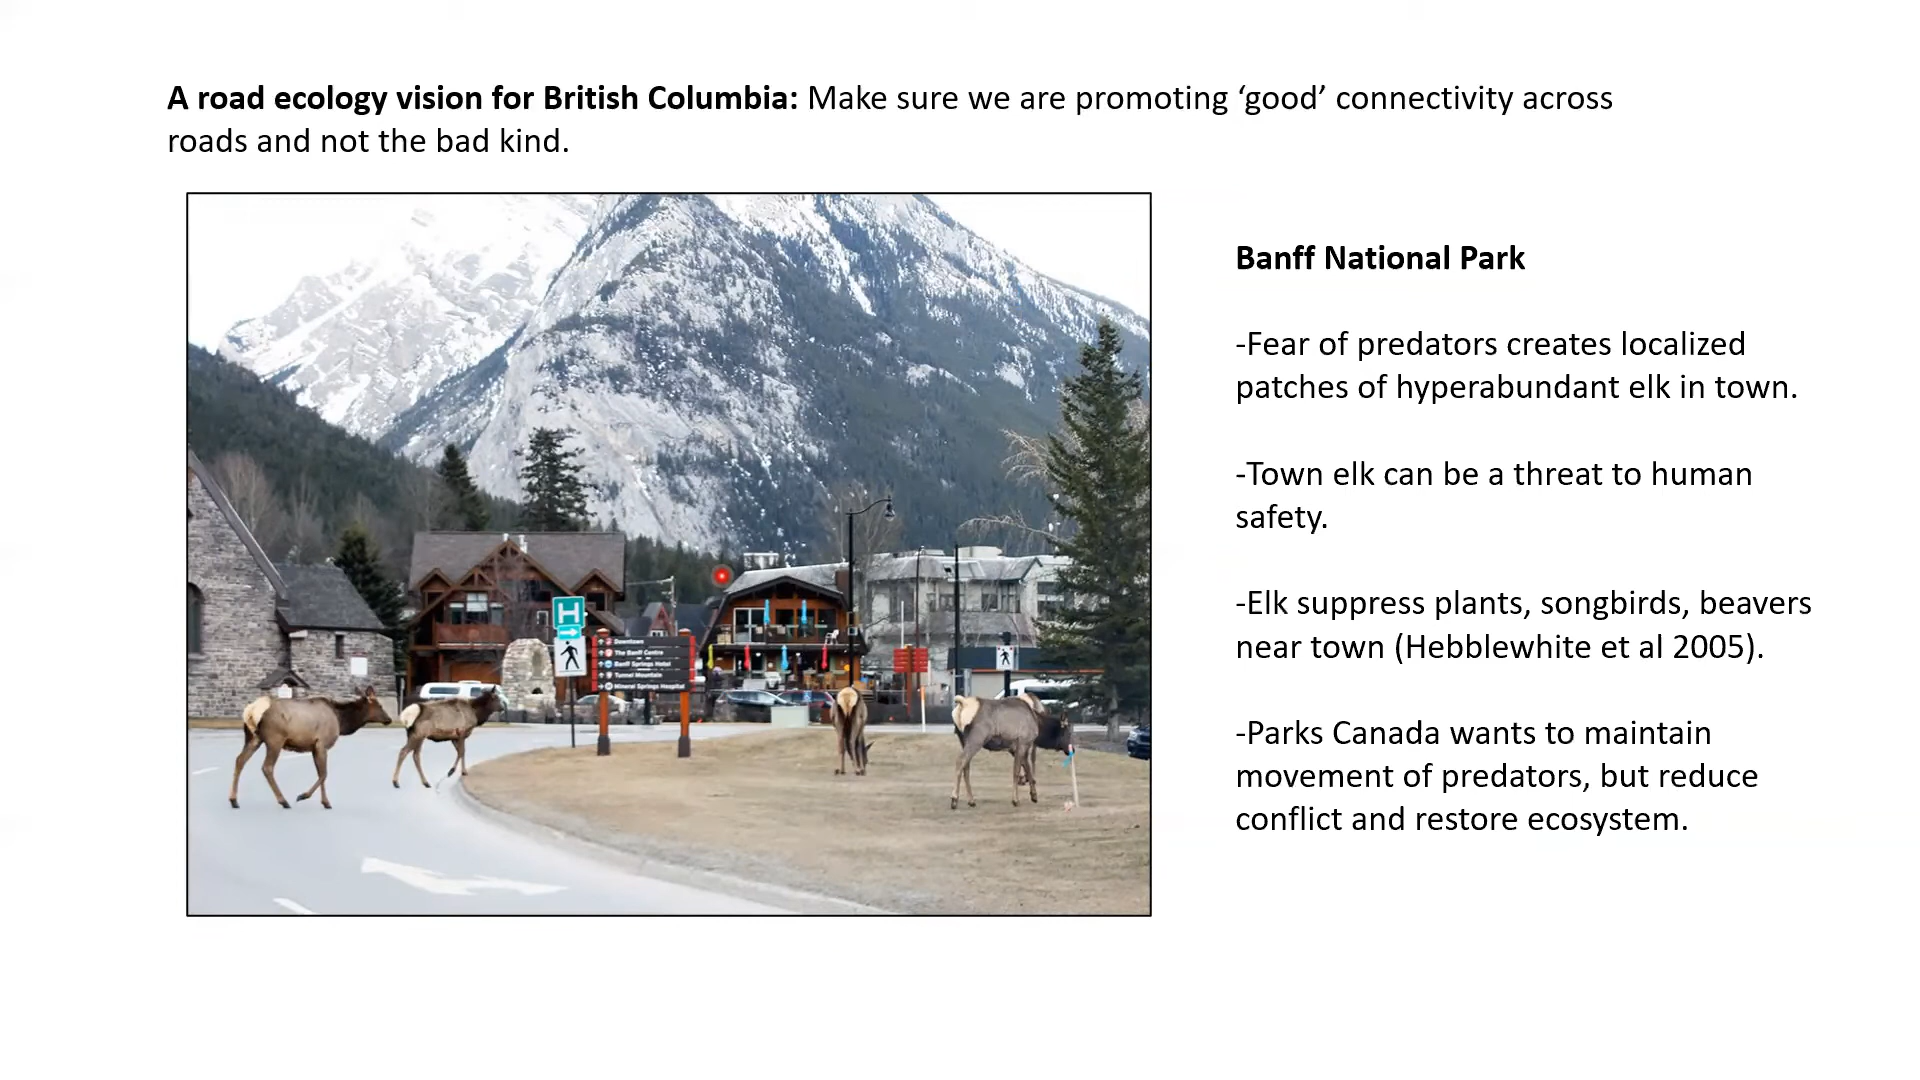 A road ecology vision for British Columbia: Make sure we are promoting ‘good’ connectivity across
roads and not the bad kind.
Banff National Park
-Fear of predators creates localized
patches of hyperabundant elk in town.
-Town elk can be a threat to human
safety.
-Elk suppress plants, songbirds, beavers
near town (Hebblewhite et al 2005).
-Parks Canada wants to maintain
movement of predators, but reduce
conflict and restore ecosystem.
H
Downtown
The Banff Centre
Banff Springs Hotel
Tunnel Mountain
Mineral Springs Hospital